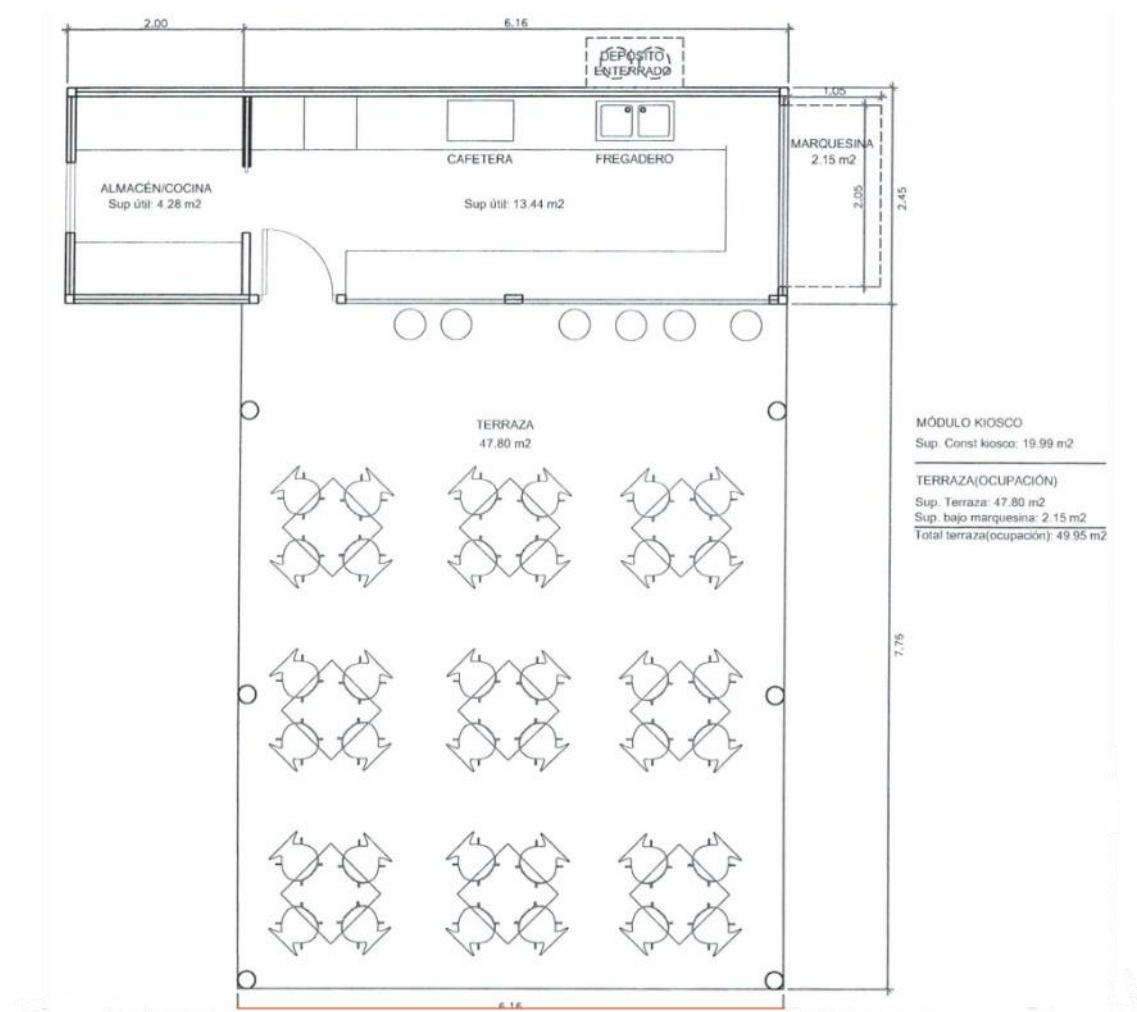 2.00
6.16
DEPÓSITO
ENTERRADO
1.05
MARQUESINA
2.15 m2
CAFETERA
FREGADERO
ALMACÉN/COCINA
Sup útil: 4.28 m2
Sup útil: 13.44 m2
2.05
2.45
TERRAZA
47.80 m2
MÓDULO KIOSCO
Sup. Const kiosco: 19.99 m2
TERRAZA(OCUPACIÓN)
Sup. Terraza: 47.80 m2
Sup. bajo marquesina: 2.15 m2
Total terraza(ocupación): 49.95 m2
7.75
6.16